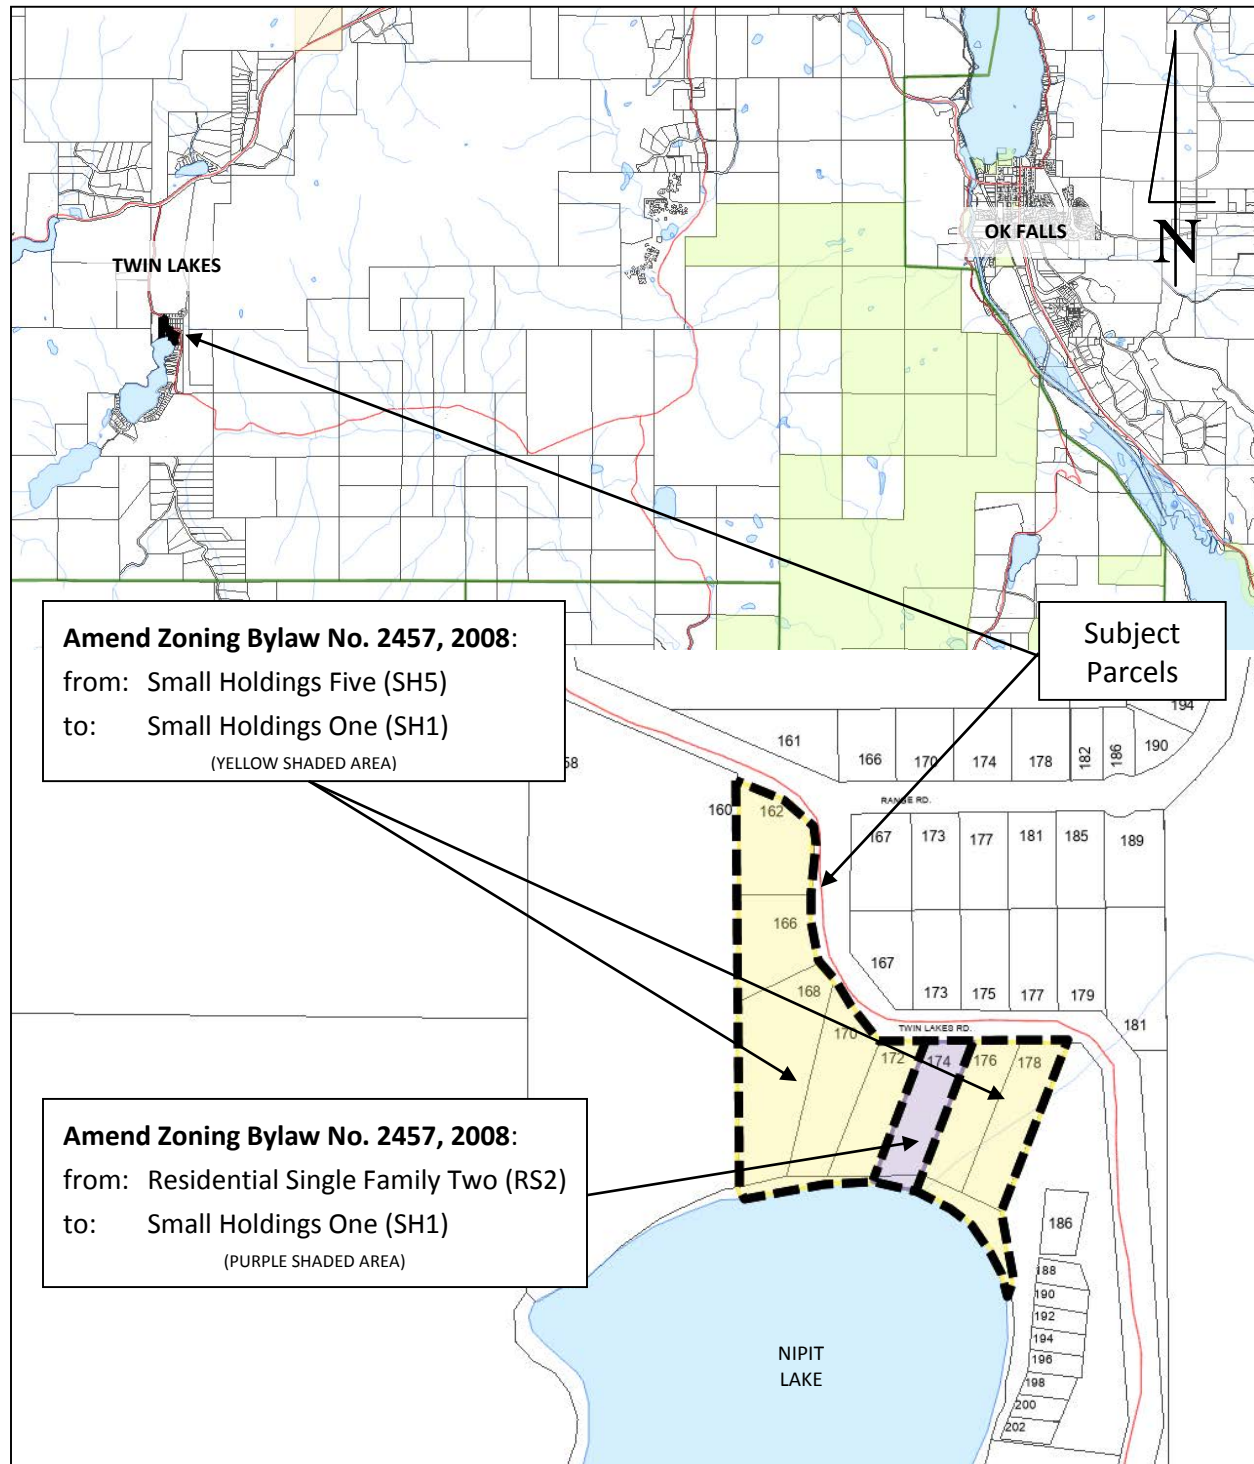 TWIN LAKES
OK FALLS
N
Amend Zoning Bylaw No. 2457, 2008:
from: Small Holdings Five (SH5)
to: Small Holdings One (SH1)
(YELLOW SHADED AREA)
Subject
Parcels
194
161
166
170
174
178
182
186
190
58
RANGE RD.
160
162
167
173
177
181
185
189
166
167
168
173
175
177
179
181
170
TWIN LAKES RD.
172
174
176
178
Amend Zoning Bylaw No. 2457, 2008:
from: Residential Single Family Two (RS2)
to: Small Holdings One (SH1)
(PURPLE SHADED AREA)
186
188
190
192
194
196
198
200
202
NIPIT
LAKE